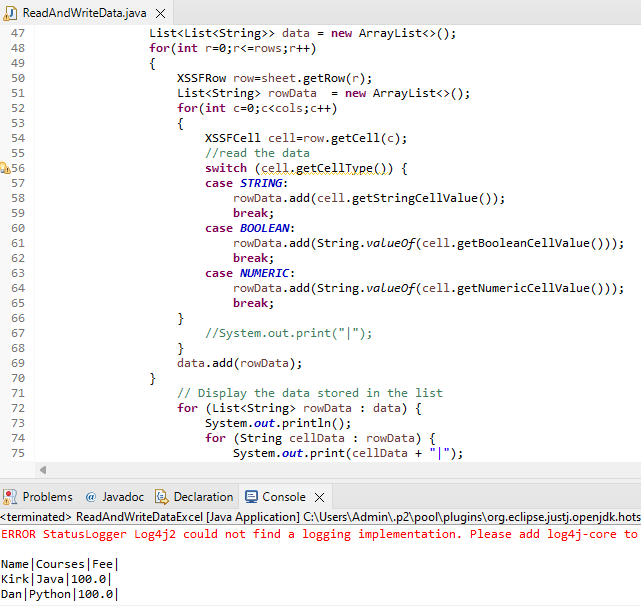 ReadAndWriteData.java
47 List<List<String>> data = new ArrayList<>();
48 for(int r=0;r<=rows;r++)
49 {
50 XSSFRow row=sheet.getRow(r);
51 List<String> rowData  = new ArrayList<>();
52 for(int c=0;c<cols;c++)
53 {
54 XSSFCell cell=row.getCell(c);
55 //read the data
56 switch (cell.getCellType()) {
57 case STRING:
58 rowData.add(cell.getStringCellValue());
59 break;
60 case BOOLEAN:
61 rowData.add(String.valueOf(cell.getBooleanCellValue()));
62 break;
63 case NUMERIC:
64 rowData.add(String.valueOf(cell.getNumericCellValue()));
65 break;
66 }
67 //System.out.print("|");
68 }
69 data.add(rowData);
70 }
71 // Display the data stored in the list
72 for (List<String> rowData : data) {
73 System.out.println();
74 for (String cellData : rowData) {
75 System.out.print(cellData + "|");
Problems @ Javadoc Declaration Console
<terminated> ReadAndWriteDataExcel [Java Application] C:\Users\Admin\.p2\pool\plugins\org.eclipse.justj.openjdk.hots
ERROR StatusLogger Log4j2 could not find a logging implementation. Please add log4j-core to
Name|Courses|Fee|
Kirk|Java|100.0|
Dan|Python|100.0|